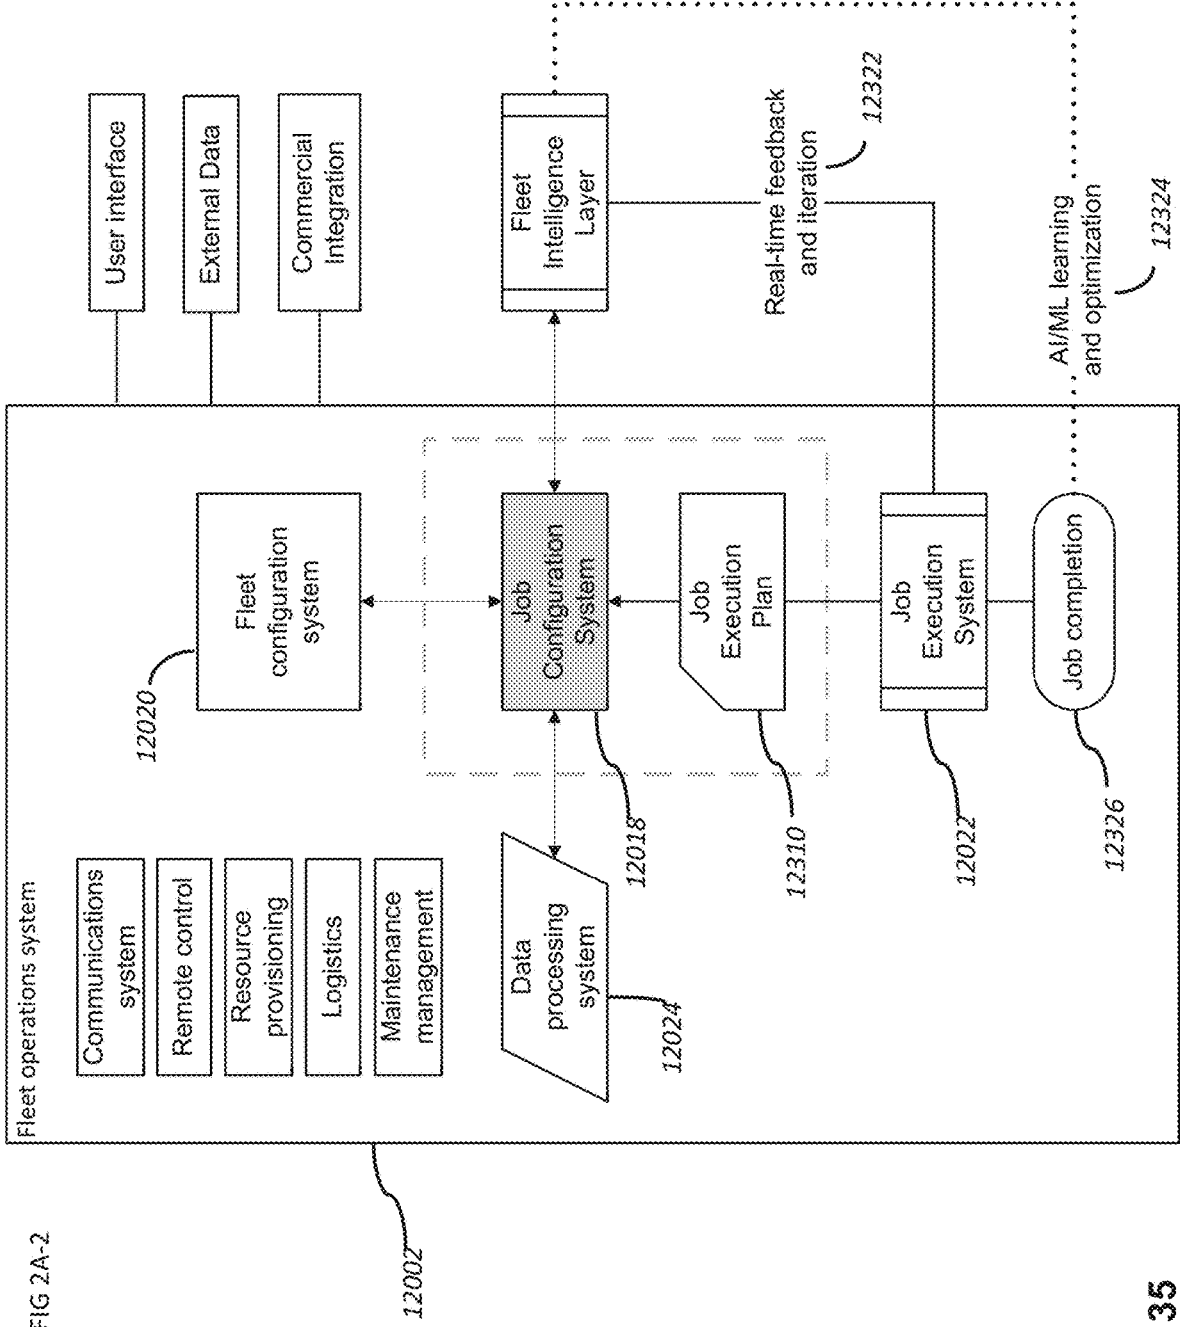 FIG 2A-2
Fleet operations system
12002
Communications
system
Remote control
Resource
provisioning
Logistics
Maintenance
management
12020
Fleet
configuration
system
User interface
External Data
Commercial
Integration
Data
processing
system
12024
Job
Configuration
System
12018
Fleet
Intelligence
Layer
Job
Execution
Plan
12310
Real-time feedback
and iteration
12322
Job
Execution
System
12022
Job completion
12326
AI/ML learning
and optimization
12324
35